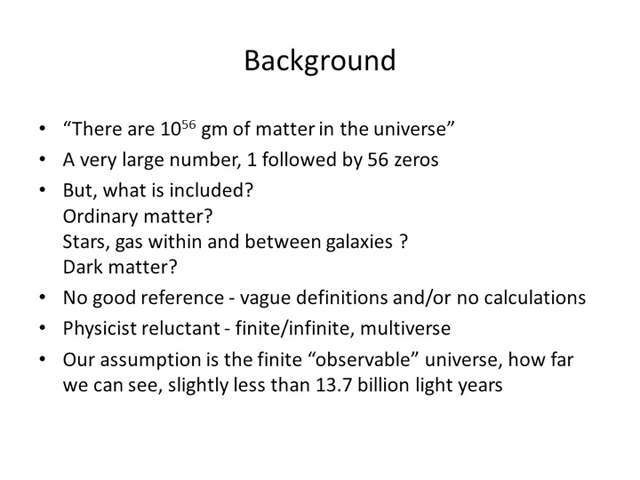 Background
• “There are 10⁵⁶ gm of matter in the universe”
• A very large number, 1 followed by 56 zeros
• But, what is included?
Ordinary matter?
Stars, gas within and between galaxies ?
Dark matter?
• No good reference - vague definitions and/or no calculations
• Physicist reluctant - finite/infinite, multiverse
• Our assumption is the finite “observable” universe, how far
we can see, slightly less than 13.7 billion light years